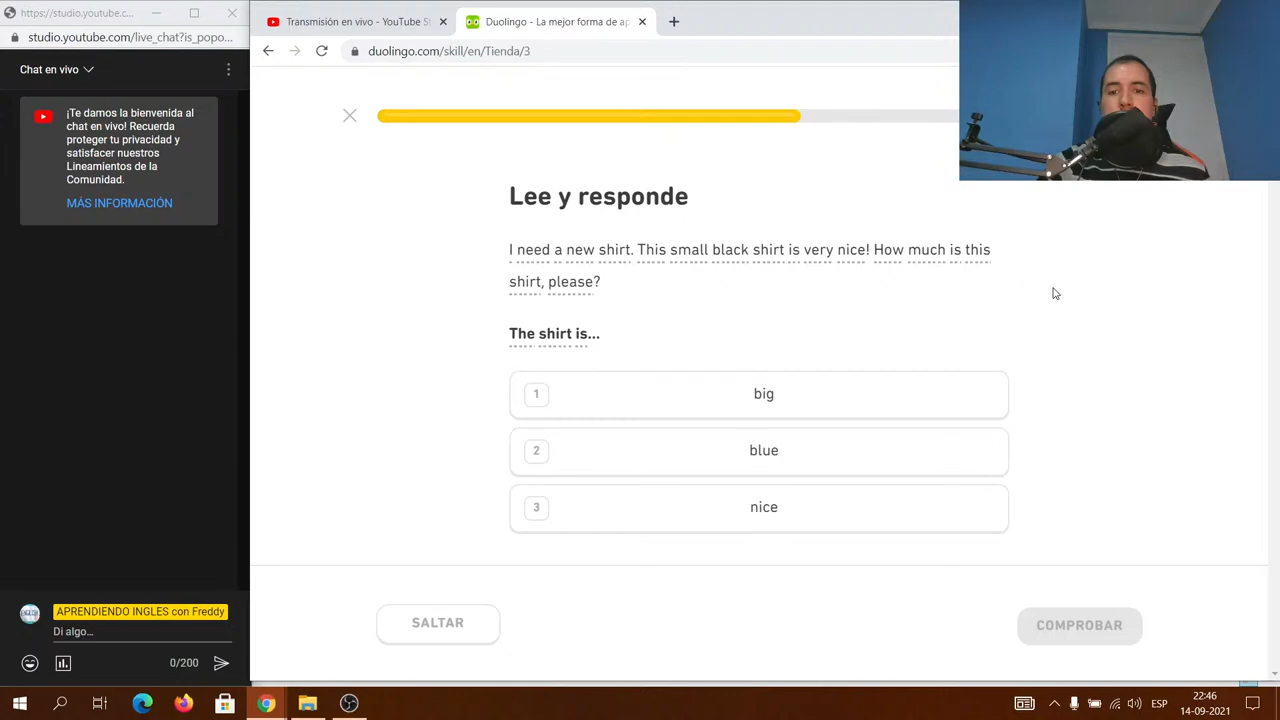 https://studio.youtube.c...
studio.youtube.com/live_chat?is_popo...
Chat en vivo
¡Te damos la bienvenida al
chat en vivo! Recuerda
proteger tu privacidad y
satisfacer nuestros
Lineamientos de la
Comunidad.
MÁS INFORMACIÓN
APRENDIENDO INGLES con Freddy
Di algo...
0/200
Transmisión en vivo - YouTube S
Duolingo - La mejor forma de ap
duolingo.com/skill/en/Tienda/3
Lee y responde
I need a new shirt. This small black shirt is very nice! How much is this
shirt, please?
The shirt is...
1 big
2 blue
3 nice
SALTAR
COMPROBAR
ESP
22:46
14-09-2021